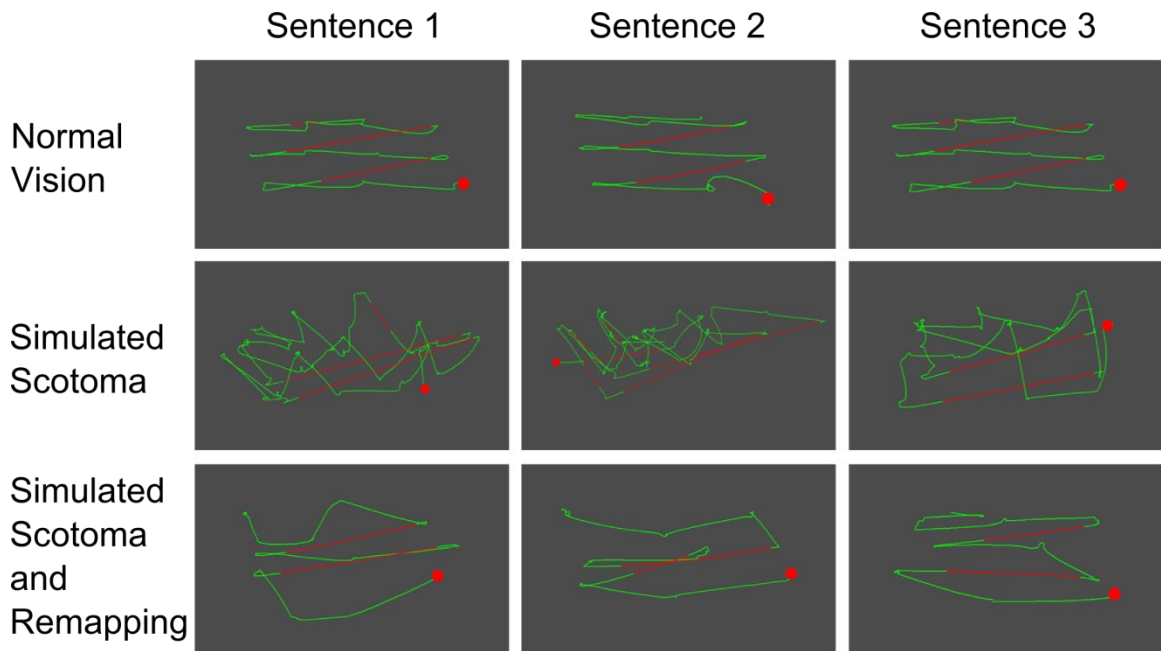 Sentence 1
Sentence 2
Sentence 3
Normal
Vision
Simulated
Scotoma
Simulated
Scotoma
and
Remapping